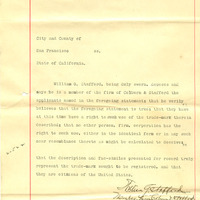 City and County of
San Francisco ss.
State of California.
William H. Stafford, being duly sworn, deposes and
says he is a member of the firm of & Stafford the
applicants named in the foregoing statement; that he verily
believes that the foregoing statement is true; that they have
at this time a right to use of the trade-mark therein
described; that no other person, firm, corporation has the
right to such use, either in the identical form or in any such
near resemblance thereto as might be calculated to deceive;
that the description and fac-similes presented for record truly
represent the trade-mark sought to be registered; and that
they are citizens of the United States.